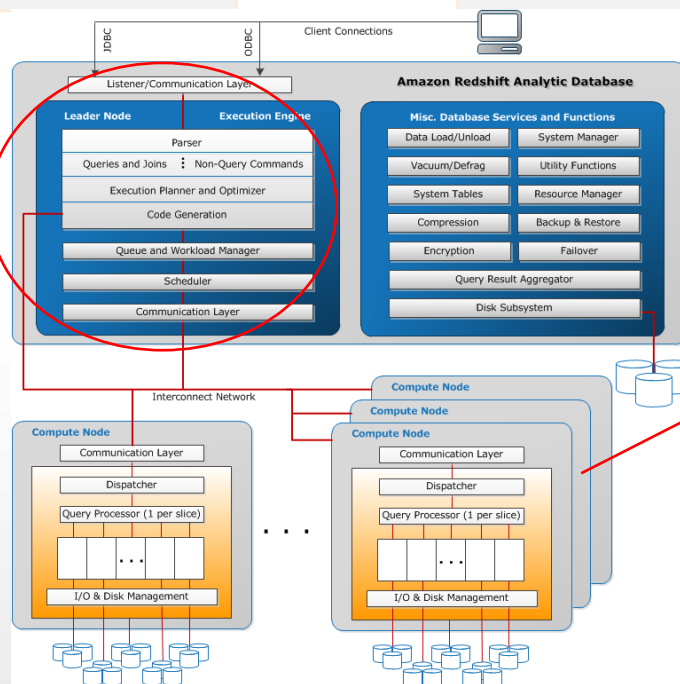 JDBC
ODBC
Client Connections
Listener/Communication Layer
Amazon Redshift Analytic Database
Leader Node
Execution Engine
Parser
Queries and Joins
Non-Query Commands
Execution Planner and Optimizer
Code Generation
Queue and Workload Manager
Scheduler
Communication Layer
Misc. Database Services and Functions
Data Load/Unload
System Manager
Vacuum/Defrag
Utility Functions
System Tables
Resource Manager
Compression
Backup & Restore
Encryption
Failover
Query Result Aggregator
Disk Subsystem
Interconnect Network
Compute Node
Communication Layer
Dispatcher
Query Processor (1 per slice)
...
I/O & Disk Management
. . .
Compute Node
Compute Node
Compute Node
Communication Layer
Dispatcher
Query Processor (1 per slice)
...
I/O & Disk Management